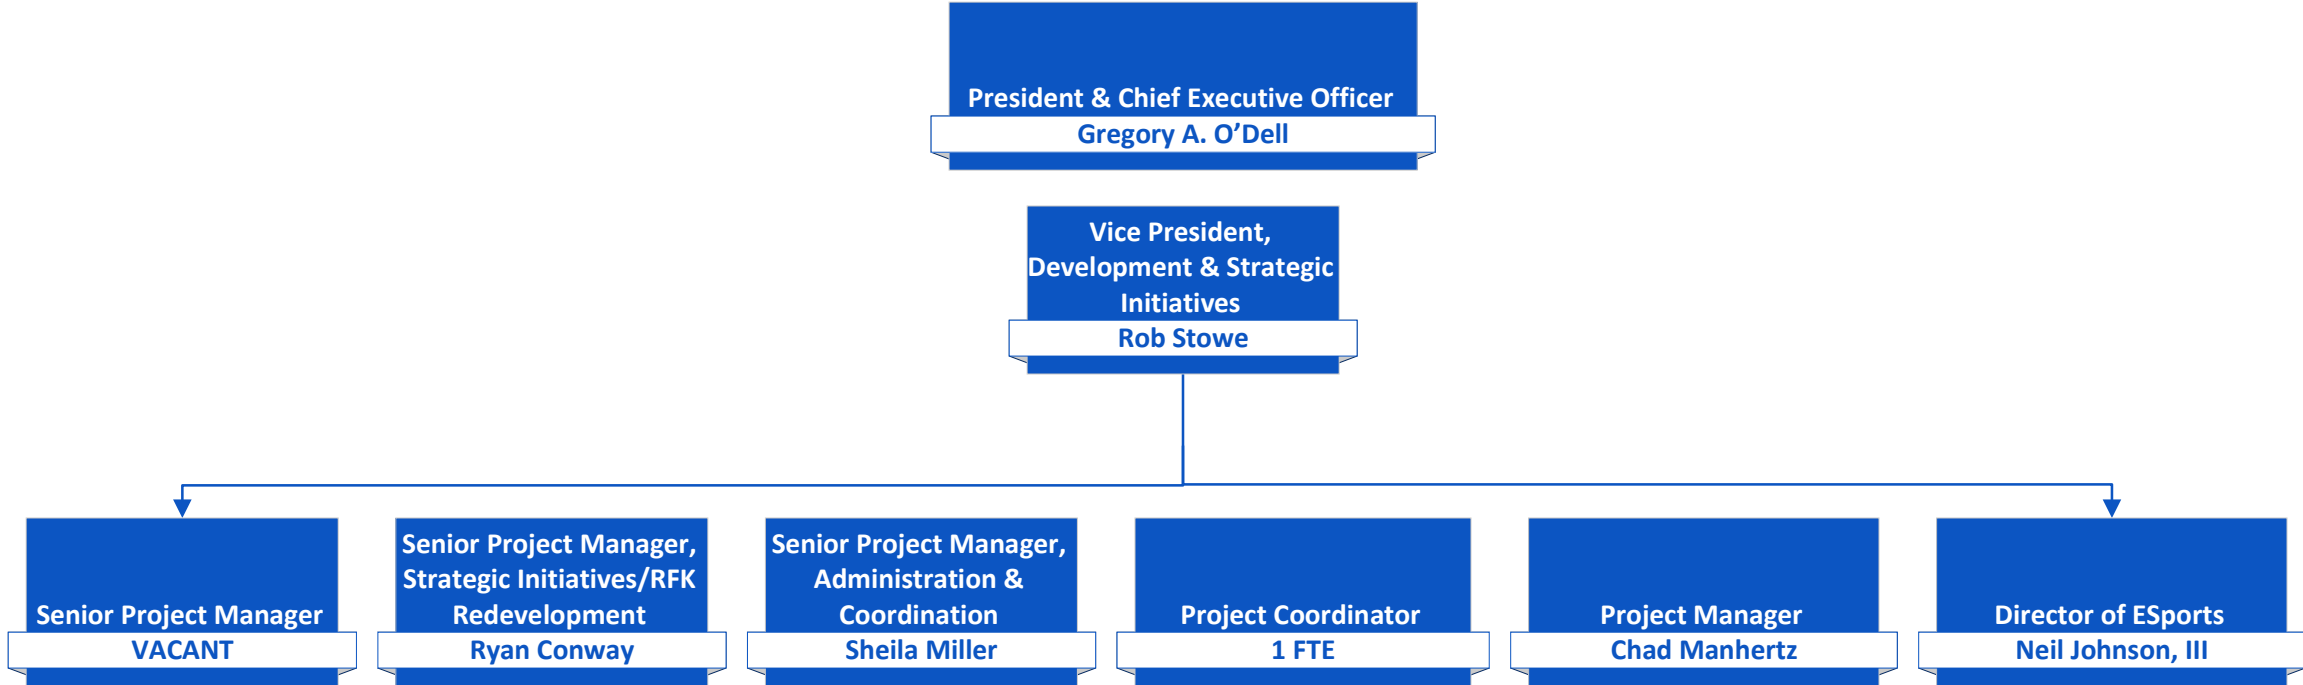 President & Chief Executive Officer
Gregory A. O’Dell
Vice President,
Development & Strategic
Initiatives
Rob Stowe
Senior Project Manager
VACANT
Senior Project Manager,
Strategic Initiatives/RFK
Redevelopment
Ryan Conway
Senior Project Manager,
Administration &
Coordination
Sheila Miller
Project Coordinator
1 FTE
Project Manager
Chad Manhertz
Director of ESports
Neil Johnson, III